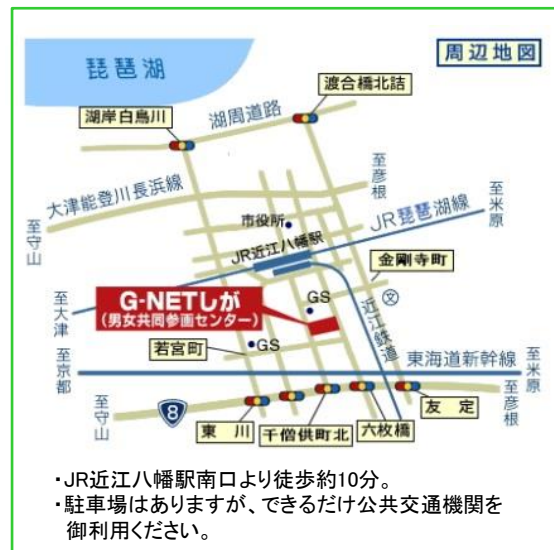 周辺地図
琵琶湖
渡合橋北詰
湖岸白鳥川
湖周道路
至彦根
大津能登川長浜線
至守山
市役所
JR琵琶湖線
至米原
JR近江八幡駅
金剛寺町
文
至大津
G-NETしが
(男女共同参画センター)
GS
近江鉄道
若宮町
GS
至京都
東海道新幹線
至米原
至守山
8
東川
千僧供町北
六枚橋
友定
至彦根
・JR近江八幡駅南口より徒歩約10分。
・駐車場はありますが、できるだけ公共交通機関を
御利用ください。